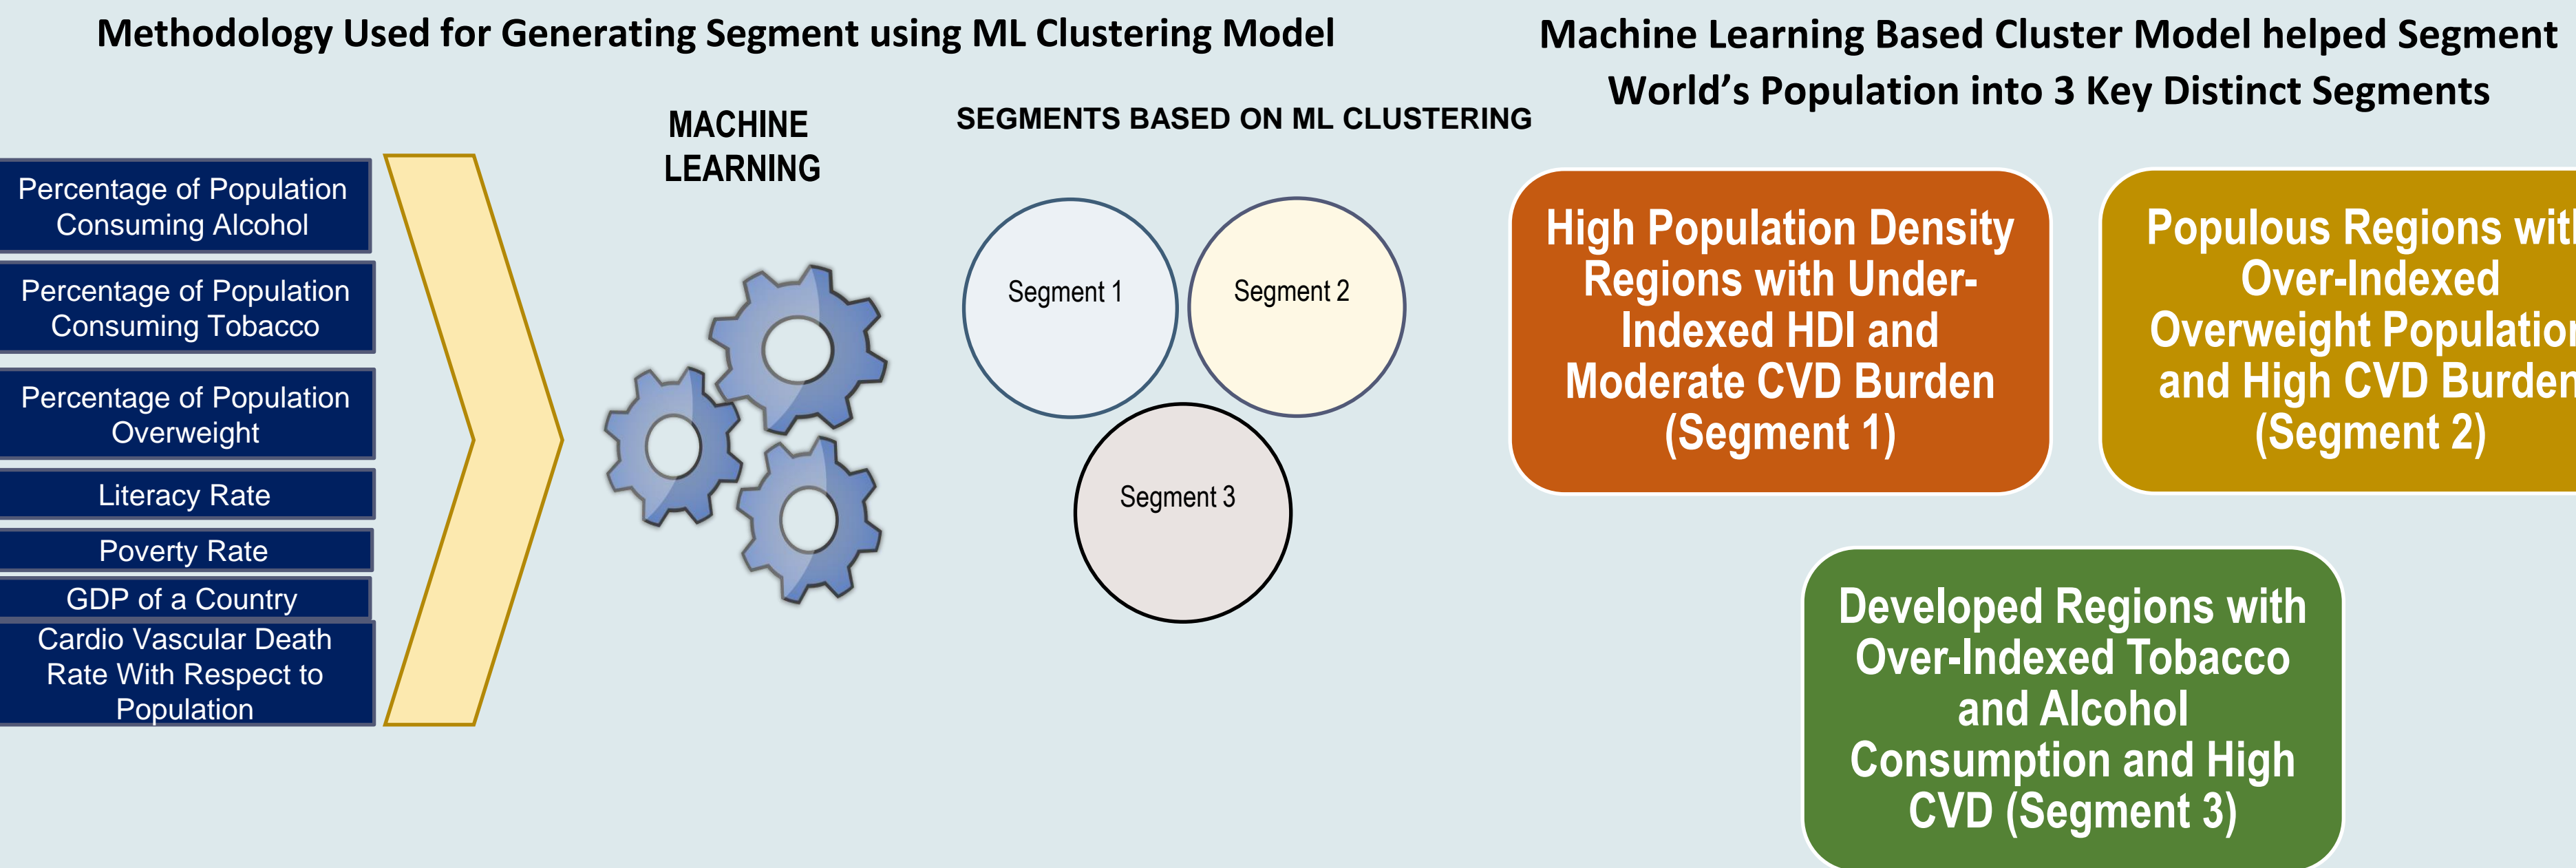 Methodology Used for Generating Segment using ML Clustering Model
MACHINE
LEARNING
SEGMENTS BASED ON ML CLUSTERING
Percentage of Population
Consuming Alcohol
Percentage of Population
Consuming Tobacco
Percentage of Population
Overweight
Literacy Rate
Poverty Rate
GDP of a Country
Cardio Vascular Death
Rate With Respect to
Population
Segment 1
Segment 2
Segment 3
Machine Learning Based Cluster Model helped Segment
World’s Population into 3 Key Distinct Segments
High Population Density
Regions with Under-
Indexed HDI and
Moderate CVD Burden
(Segment 1)
Populous Regions with
Over-Indexed
Overweight Population
and High CVD Burden
(Segment 2)
Developed Regions with
Over-Indexed Tobacco
and Alcohol
Consumption and High
CVD (Segment 3)